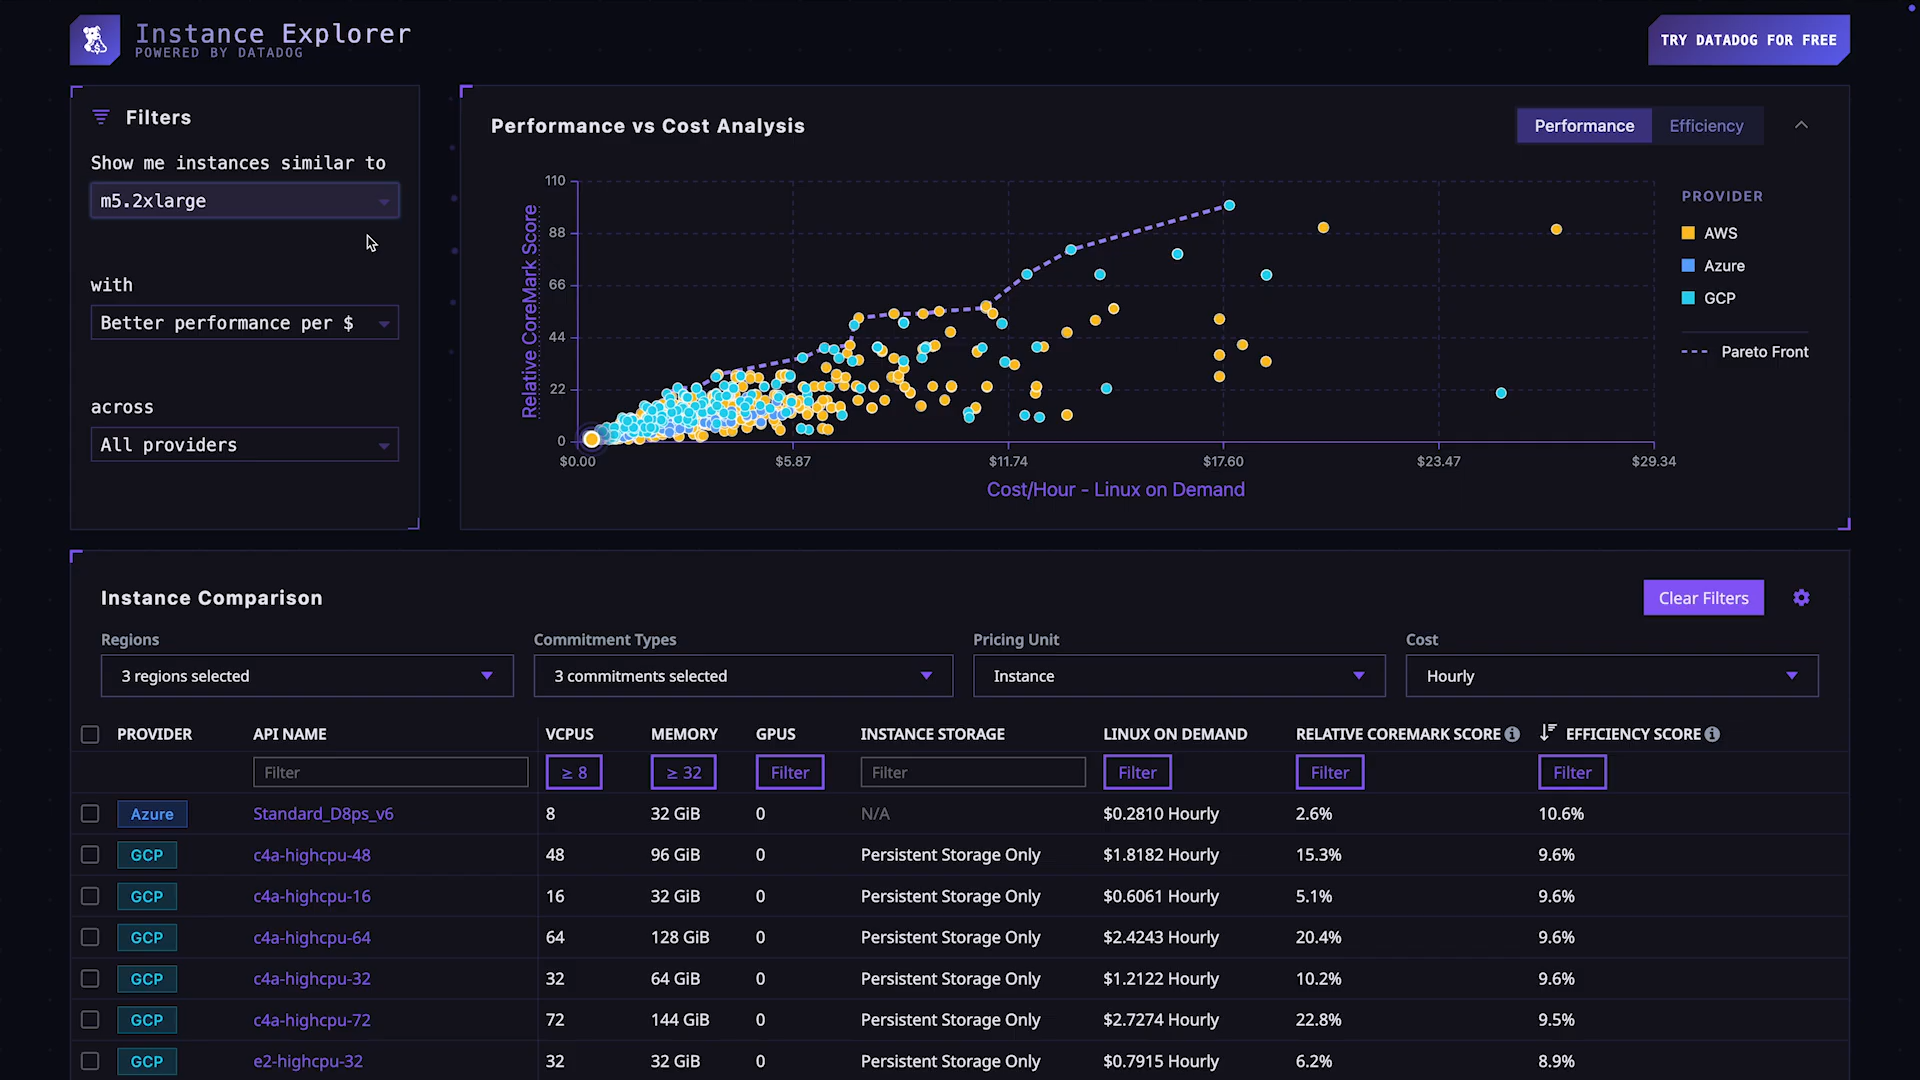 Instance Explorer
POWERED BY DATADOG
TRY DATADOG FOR FREE
Filters
Show me instances similar to
m5.2xlarge
with
Better performance per $
across
All providers
Performance vs Cost Analysis
Performance
Efficiency
110
88
66
44
22
0
Relative CoreMark Score
$0.00
$5.87
$11.74
$17.60
$23.47
$29.34
Cost/Hour - Linux on Demand
PROVIDER
AWS
Azure
GCP
Pareto Front
Instance Comparison
Clear Filters
Regions
3 regions selected
Commitment Types
3 commitments selected
Pricing Unit
Instance
Cost
Hourly
PROVIDER API NAME VCPUS MEMORY GPUS INSTANCE STORAGE LINUX ON DEMAND RELATIVE COREMARK SCORE EFFICIENCY SCORE
Filter ≥ 8 ≥ 32 Filter Filter Filter Filter Filter
Azure Standard_D8ps_v6 8 32 GiB 0 N/A $0.2810 Hourly 2.6% 10.6%
GCP c4a-highcpu-48 48 96 GiB 0 Persistent Storage Only $1.8182 Hourly 15.3% 9.6%
GCP c4a-highcpu-16 16 32 GiB 0 Persistent Storage Only $0.6061 Hourly 5.1% 9.6%
GCP c4a-highcpu-64 64 128 GiB 0 Persistent Storage Only $2.4243 Hourly 20.4% 9.6%
GCP c4a-highcpu-32 32 64 GiB 0 Persistent Storage Only $1.2122 Hourly 10.2% 9.6%
GCP c4a-highcpu-72 72 144 GiB 0 Persistent Storage Only $2.7274 Hourly 22.8% 9.5%
GCP e2-highcpu-32 32 32 GiB 0 Persistent Storage Only $0.7915 Hourly 6.2% 8.9%